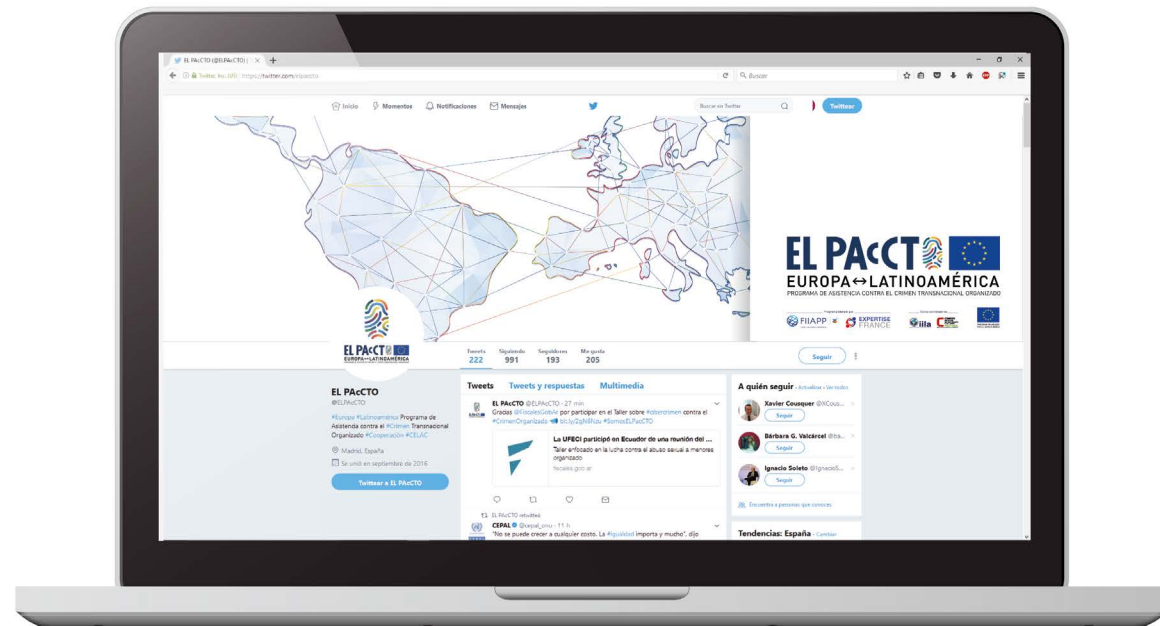 EL PAcCTO (@ELPAcCTO) |
Twitter, Inc. (US) https://twitter.com/elpaccto
Buscar
Inicio
Momentos
Notificaciones
Mensajes
Buscar en Twitter
Twittear
EL PAcCTO
EUROPA↔LATINOAMÉRICA
PROGRAMA DE ASISTENCIA CONTRA EL CRIMEN TRANSNACIONAL ORGANIZADO
FIIAPP
EXPERTISE
FRANCE
iila
EL PAcCTO
EUROPA↔LATINOAMÉRICA
Tweets Siguiendo Seguidores Me gusta
222 991 193 205
Seguir
EL PAcCTO
@ELPAcCTO
#Europa #Latinoamérica Programa de
Asistencia contra el #Crimen Transnacional
Organizado #Cooperación #CELAC
Madrid, España
Se unió en septiembre de 2016
Twittear a EL PAcCTO
Tweets Tweets y respuestas Multimedia
EL PAcCTO @ELPAcCTO · 27 min
Gracias @FiscalesGobAr por participar en el Taller sobre #cibercrimen contra el
#CrimenOrganizado #SomosELPAcCTO
La UFECI participó en Ecuador de una reunión del ...
Taller enfocado en la lucha contra el abuso sexual a menores
organizado
fiscales.gob.ar
EL PAcCTO retwitteó
CEPAL @cepal_onu · 11 h
"No se puede crecer a cualquier costo. La #igualdad importa y mucho", dijo
A quién seguir · Actualizar · Ver todos
Xavier Cousquer @XCous...
Seguir
Bárbara G. Valcárcel @ba...
Seguir
Ignacio Soleto @IgnacioS...
Seguir
Encuentra a personas que conoces
Tendencias: España · Cambiar